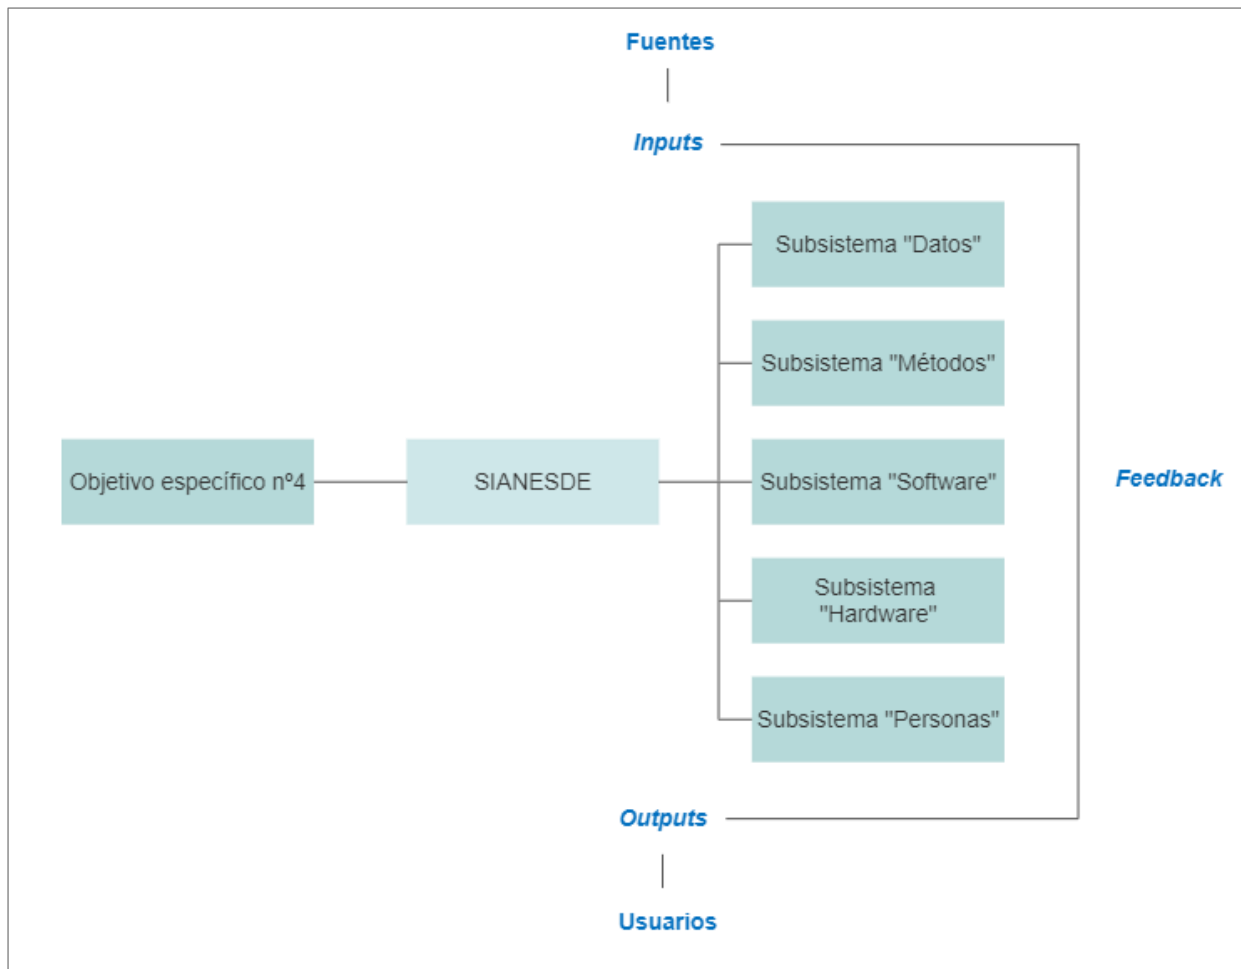 Fuentes
Inputs
Subsistema "Datos"
Subsistema "Métodos"
Objetivo específico nº4
SIANESDE
Subsistema "Software"
Feedback
Subsistema
"Hardware"
Subsistema "Personas"
Outputs
Usuarios